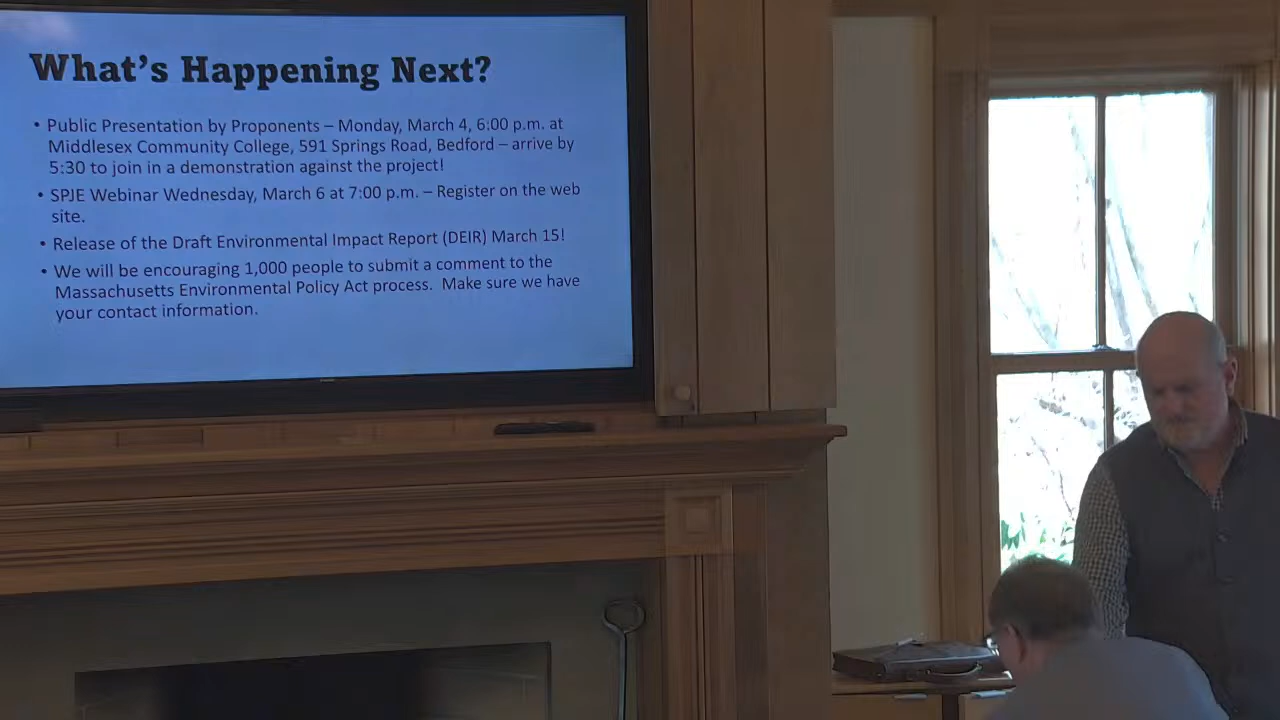 What's Happening Next?
• Public Presentation by Proponents – Monday, March 4, 6:00 p.m. at
Middlesex Community College, 591 Springs Road, Bedford – arrive by
5:30 to join in a demonstration against the project!
• SPJE Webinar Wednesday, March 6 at 7:00 p.m. – Register on the web
site.
• Release of the Draft Environmental Impact Report (DEIR) March 15!
• We will be encouraging 1,000 people to submit a comment to the
Massachusetts Environmental Policy Act process.  Make sure we have
your contact information.